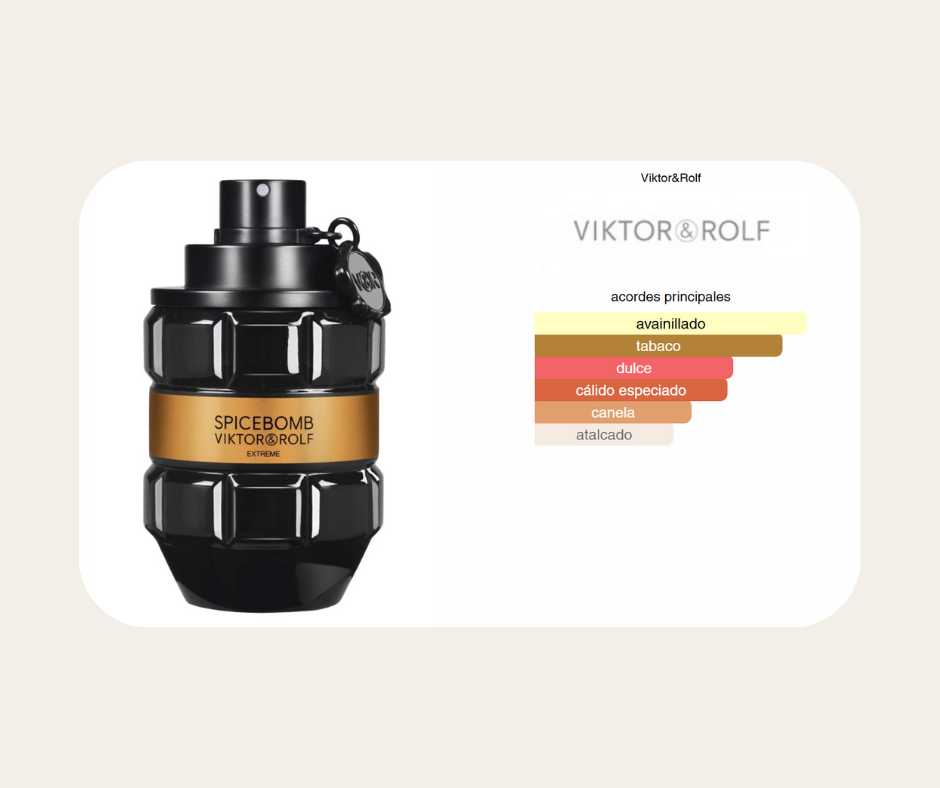 V&R
SPICEBOMB
VIKTOR&ROLF
EXTREME
Viktor&Rolf
VIKTOR&ROLF
acordes principales
avainillado
tabaco
dulce
cálido especiado
canela
atalcado